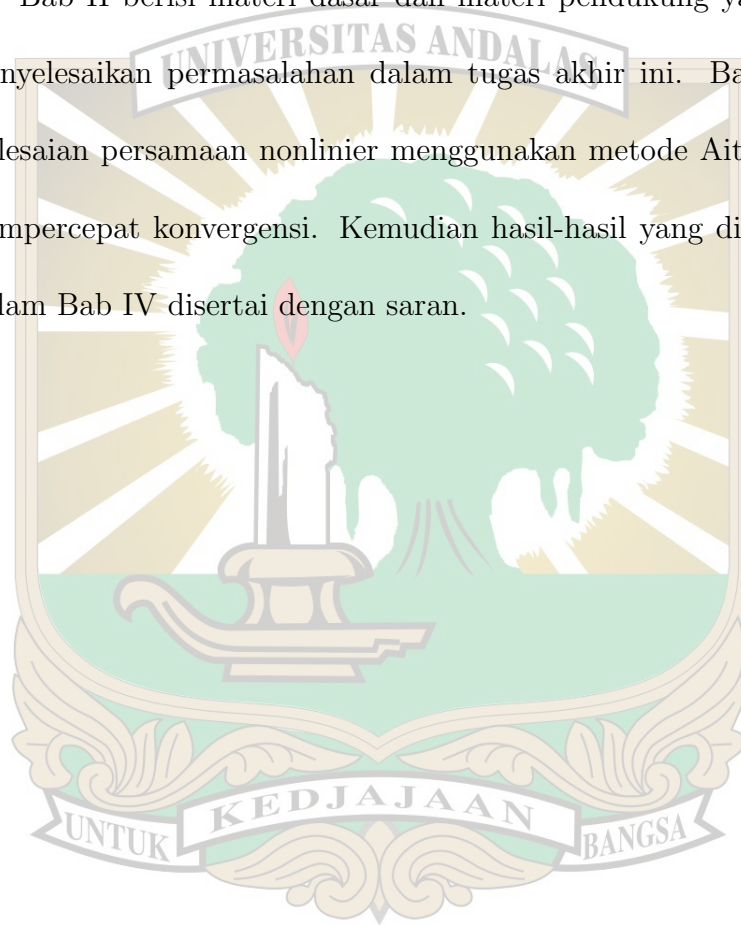 Bab II berisi materi dasar dan materi pendukung ya
UNIVERSITAS ANDALAS
nyelesaikan permasalahan dalam tugas akhir ini. Ba
lesaian persamaan nonlinier menggunakan metode Ait
mpercepat konvergensi. Kemudian hasil-hasil yang di
lam Bab IV disertai dengan saran.
UNTUK KEDJAJAAN BANGSA